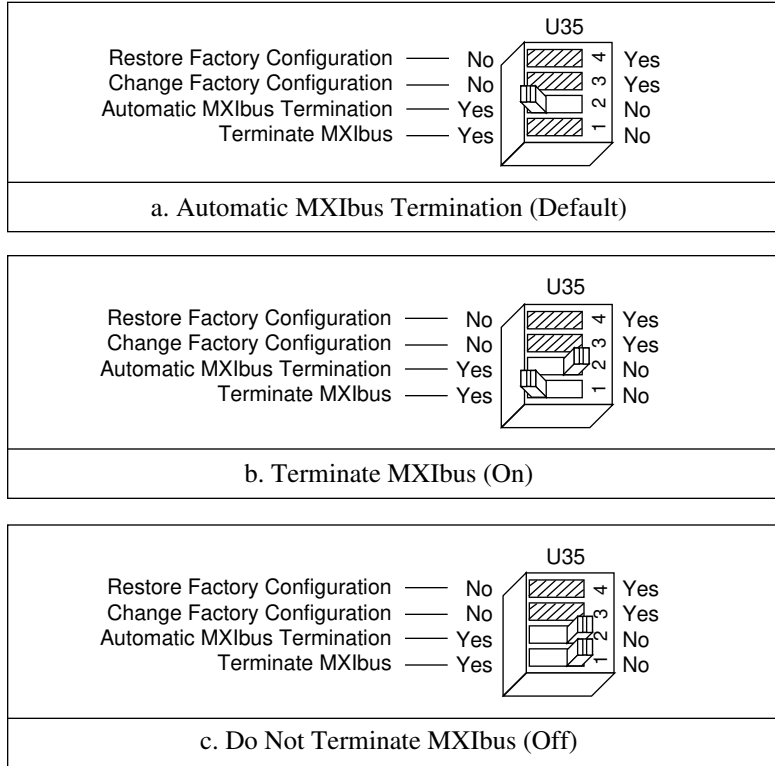 U35
Restore Factory Configuration No 4 Yes
Change Factory Configuration No 3 Yes
Automatic MXIbus Termination Yes 2 No
Terminate MXIbus Yes 1 No
a. Automatic MXIbus Termination (Default)
U35
Restore Factory Configuration No 4 Yes
Change Factory Configuration No 3 Yes
Automatic MXIbus Termination Yes 2 No
Terminate MXIbus Yes 1 No
b. Terminate MXIbus (On)
U35
Restore Factory Configuration No 4 Yes
Change Factory Configuration No 3 Yes
Automatic MXIbus Termination Yes 2 No
Terminate MXIbus Yes 1 No
c. Do Not Terminate MXIbus (Off)